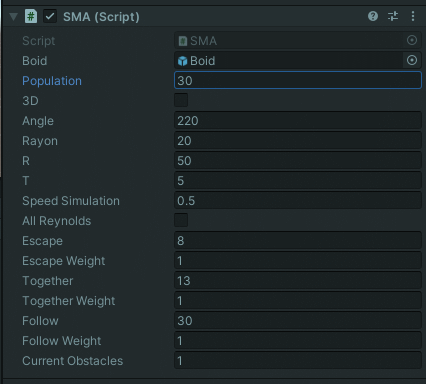 # SMA (Script)
Script #SMA
Boid Boid
Population 30
3D
Angle 220
Rayon 20
R 50
T 5
Speed Simulation 0.5
All Reynolds
Escape 8
Escape Weight 1
Together 13
Together Weight 1
Follow 30
Follow Weight 1
Current Obstacles 1